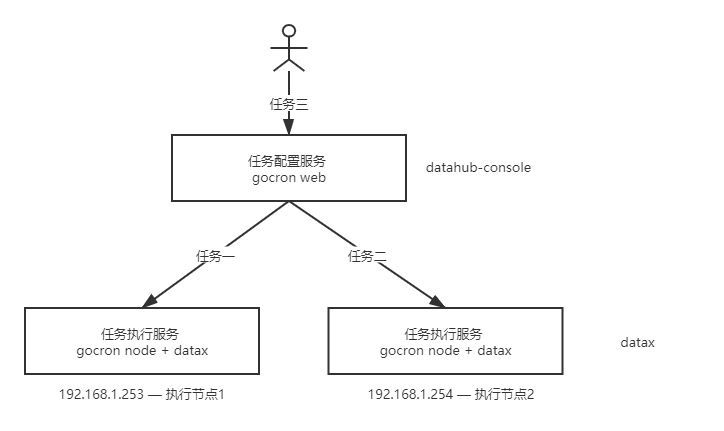 任务三
任务配置服务
gocron web
datahub-console
任务一
任务二
任务执行服务
gocron node + datax
任务执行服务
gocron node + datax
datax
192.168.1.253 — 执行节点1
192.168.1.254 — 执行节点2